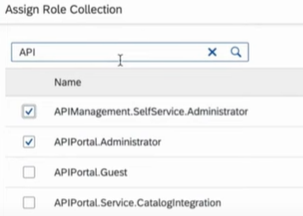 Assign Role Collection
API
Name
APIManagement.SelfService.Administrator
APIPortal.Administrator
APIPortal.Guest
APIPortal.Service.CatalogIntegration